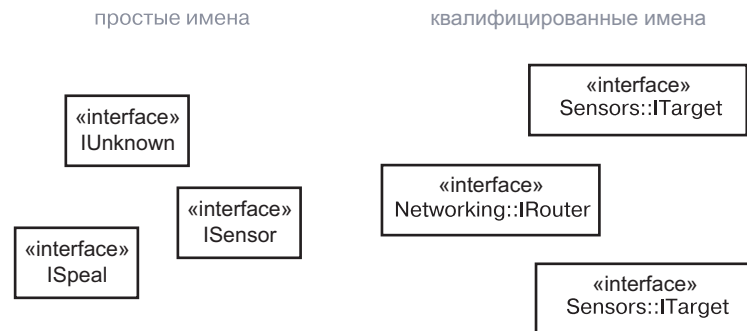 простые имена
квалифицированные имена
«interface»
IUnknown
«interface»
ISensor
«interface»
ISpeal
«interface»
Sensors::ITarget
«interface»
Networking::IRouter
«interface»
Sensors::ITarget